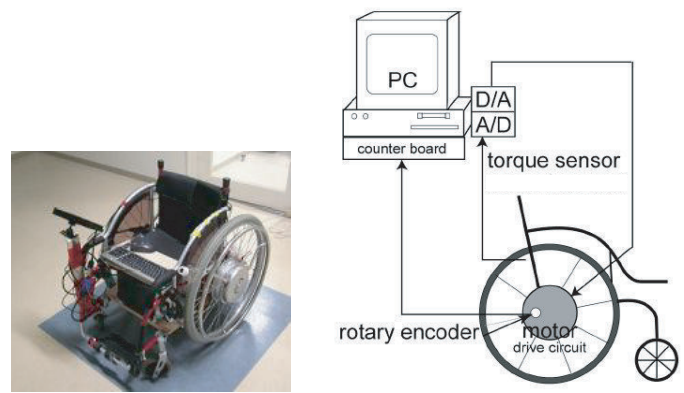 PC
D/A
A/D
counter board
torque sensor
rotary encoder
motor
drive circuit